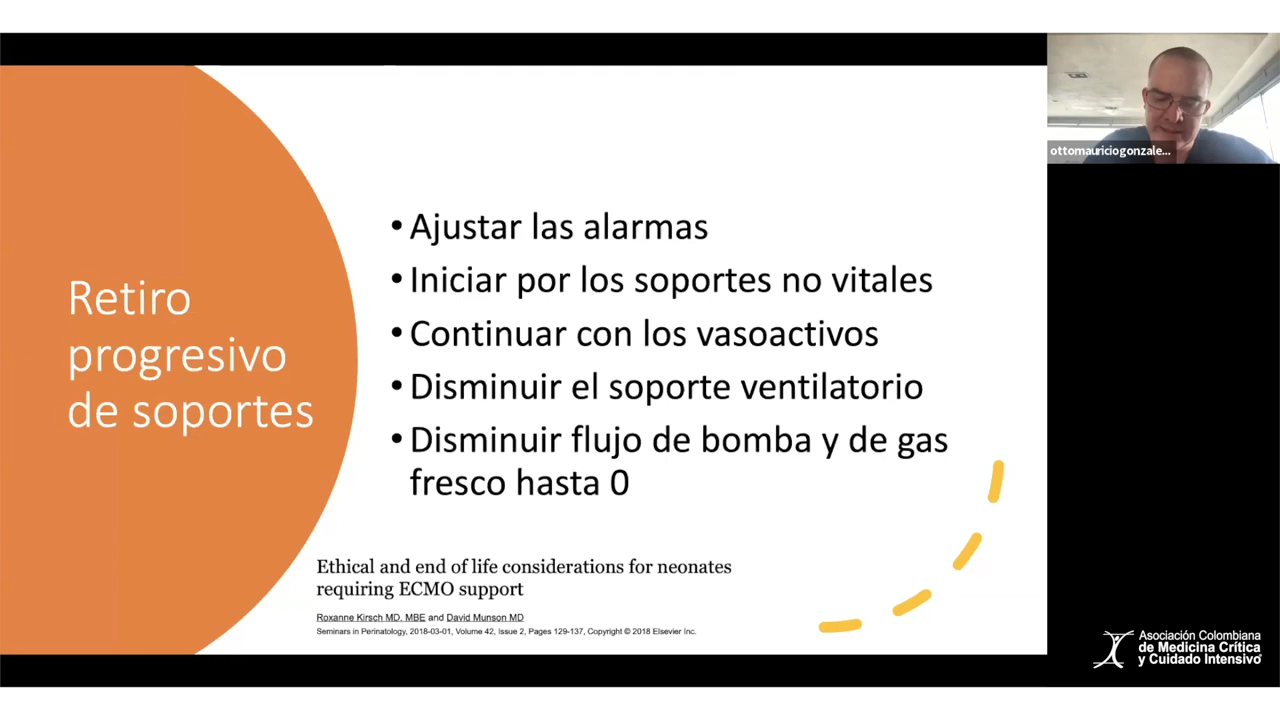 Retiro
progresivo
de soportes
• Ajustar las alarmas
• Iniciar por los soportes no vitales
• Continuar con los vasoactivos
• Disminuir el soporte ventilatorio
• Disminuir flujo de bomba y de gas
fresco hasta 0
Ethical and end of life considerations for neonates
requiring ECMO support
Roxanne Kirsch MD, MBE and David Munson MD
Seminars in Perinatology, 2018-03-01, Volume 42, Issue 2, Pages 129-137, Copyright © 2018 Elsevier Inc.
ottomauriciogonzale...
Asociación Colombiana
de Medicina Crítica
y Cuidado Intensivo